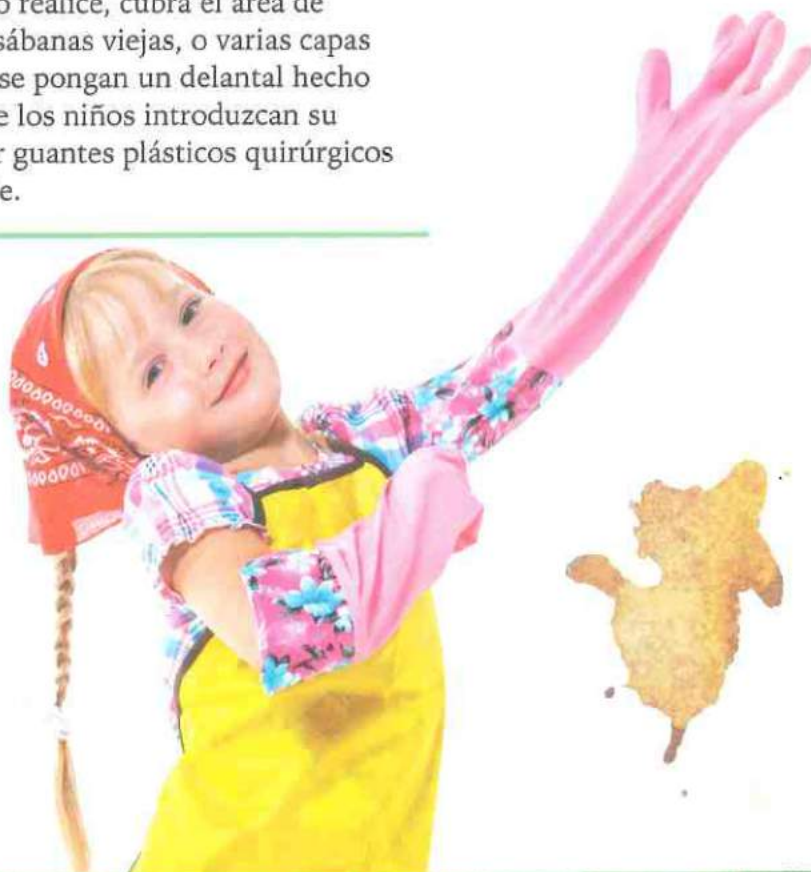 realice, cubra el área de
sábanas viejas, o varias capas
se pongan un delantal hecho
los niños introduzcan su
guantes plásticos quirúrgicos